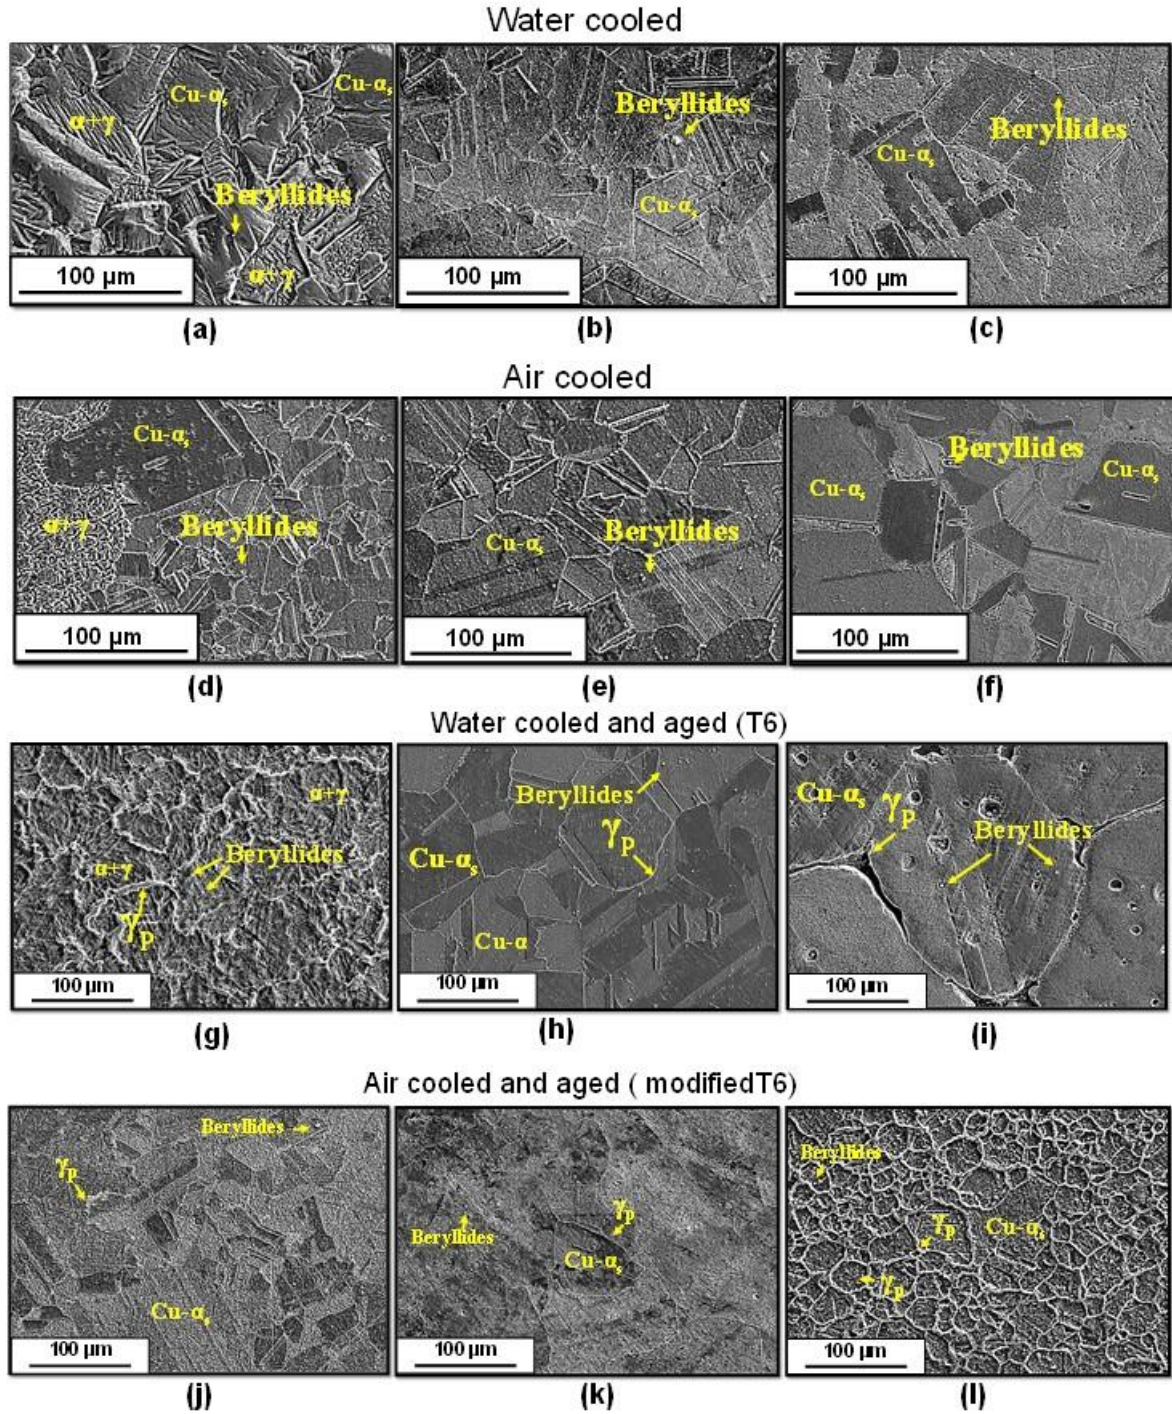 Water cooled
Cu-αs
Cu-αs
α+γ
Beryllides
α+γ
100 µm
Beryllides
Cu-αs
100 µm
Beryllides
Cu-αs
100 µm
(a)
(b)
(c)
Air cooled
Cu-αs
α+γ
Beryllides
100 µm
Cu-αs
Beryllides
100 µm
Beryllides
Cu-αs
Cu-αs
100 µm
(d)
(e)
(f)
Water cooled and aged (T6)
α+γ
Beryllides
α+γ
γp
100 µm
Beryllides
γp
Cu-αs
Cu-α
100 µm
Cu-αs
γp
Beryllides
100 µm
(g)
(h)
(i)
Air cooled and aged ( modifiedT6)
Beryllides
γp
Cu-αs
100 µm
γp
Beryllides
Cu-αs
100 µm
Beryllides
γp
Cu-αs
γp
100 µm
(j)
(k)
(l)